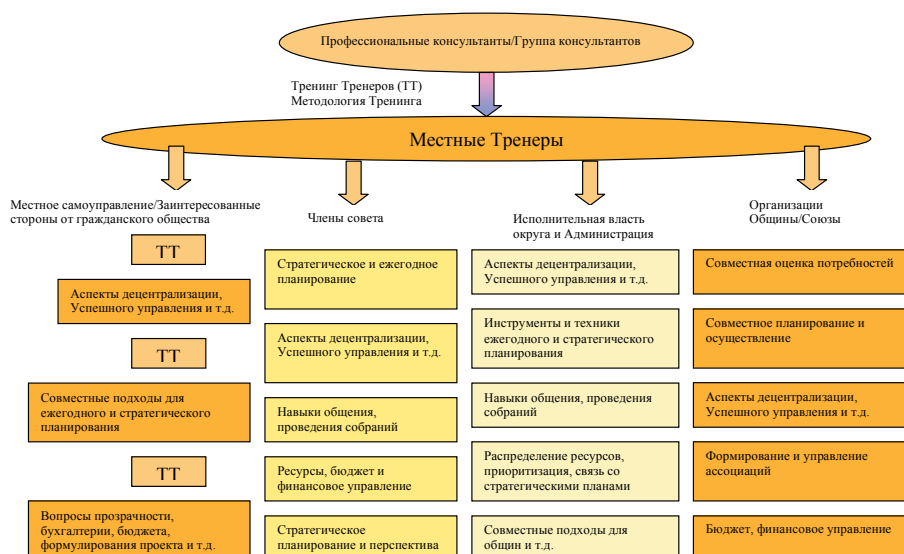 Профессиональные консультанты/Группа консультантов
Тренинг Тренеров (ТТ)
Методология Тренинга
Местные Тренеры
Местное самоуправление/Заинтересованные
стороны от гражданского общества
ТТ
Аспекты децентрализации,
Успешного управления и т.д.
ТТ
Совместные подходы для
ежегодного и стратегического
планирования
ТТ
Вопросы прозрачности,
бухгалтерии, бюджета,
формулирования проекта и т.д.
Члены совета
Стратегическое и ежегодное
планирование
Аспекты децентрализации,
Успешного управления и т.д.
Навыки общения,
проведения собраний
Ресурсы, бюджет и
финансовое управление
Стратегическое
планирование и перспектива
Исполнительная власть
округа и Администрация
Аспекты децентрализации,
Успешного управления и т.д.
Инструменты и техники
ежегодного и стратегического
планирования
Навыки общения, проведения
собраний
Распределение ресурсов,
приоритизация, связь со
стратегическими планами
Совместные подходы для
общин и т.д.
Организации
Общины/Союзы
Совместная оценка потребностей
Совместное планирование и
осуществление
Аспекты децентрализации,
Успешного управления и т.д.
Формирование и управление
ассоциаций
Бюджет, финансовое управление